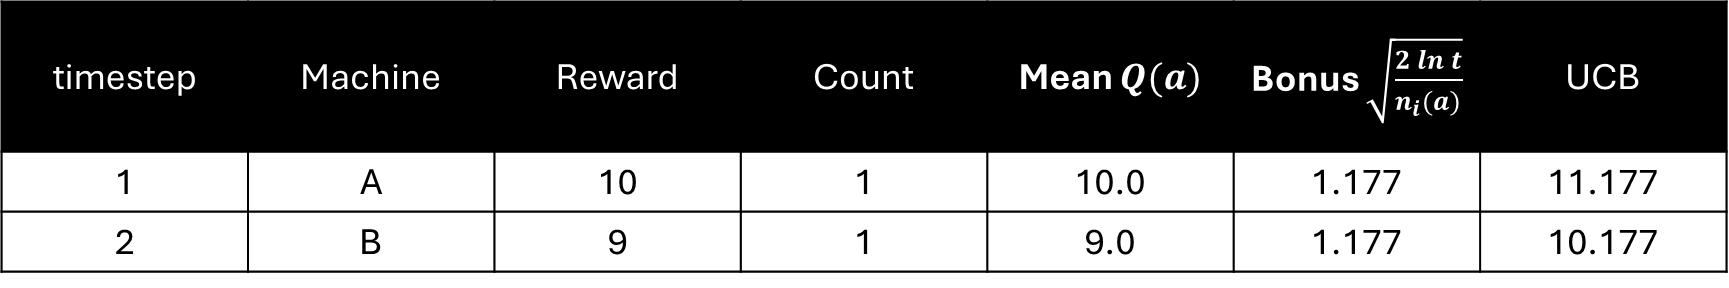 timestep Machine Reward Count Mean Q(a) Bonus √(2 ln t / nᵢ(a)) UCB
1 A 10 1 10.0 1.177 11.177
2 B 9 1 9.0 1.177 10.177